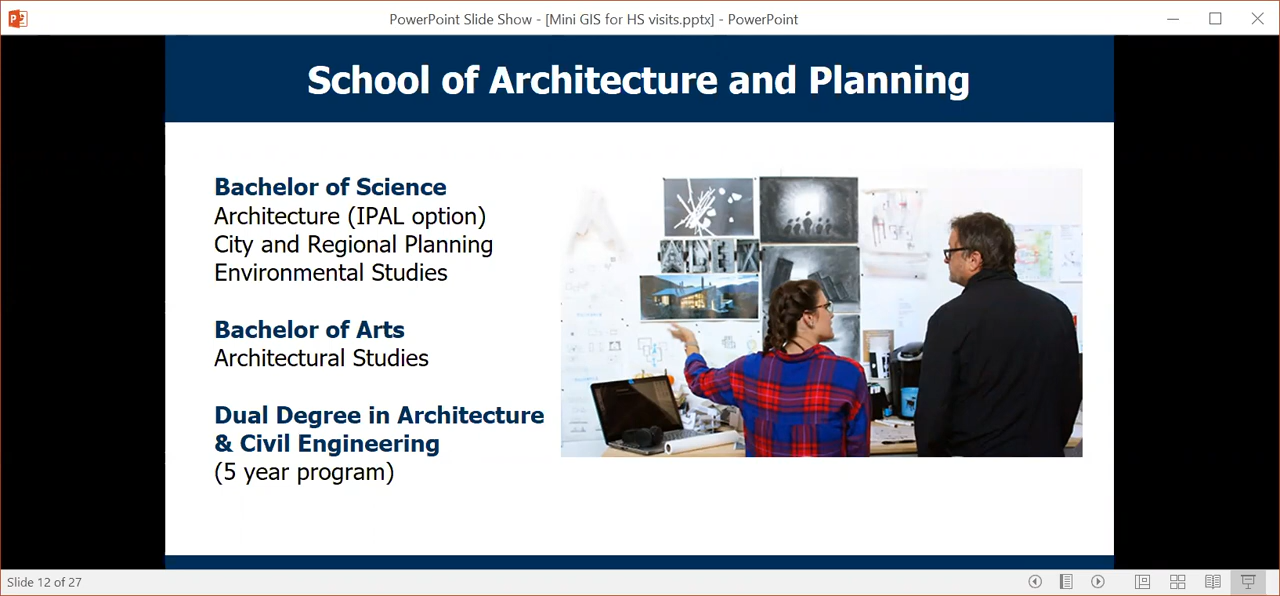 PowerPoint Slide Show - [Mini GIS for HS visits.pptx] - PowerPoint
School of Architecture and Planning
Bachelor of Science
Architecture (IPAL option)
City and Regional Planning
Environmental Studies
Bachelor of Arts
Architectural Studies
Dual Degree in Architecture
& Civil Engineering
(5 year program)
Slide 12 of 27